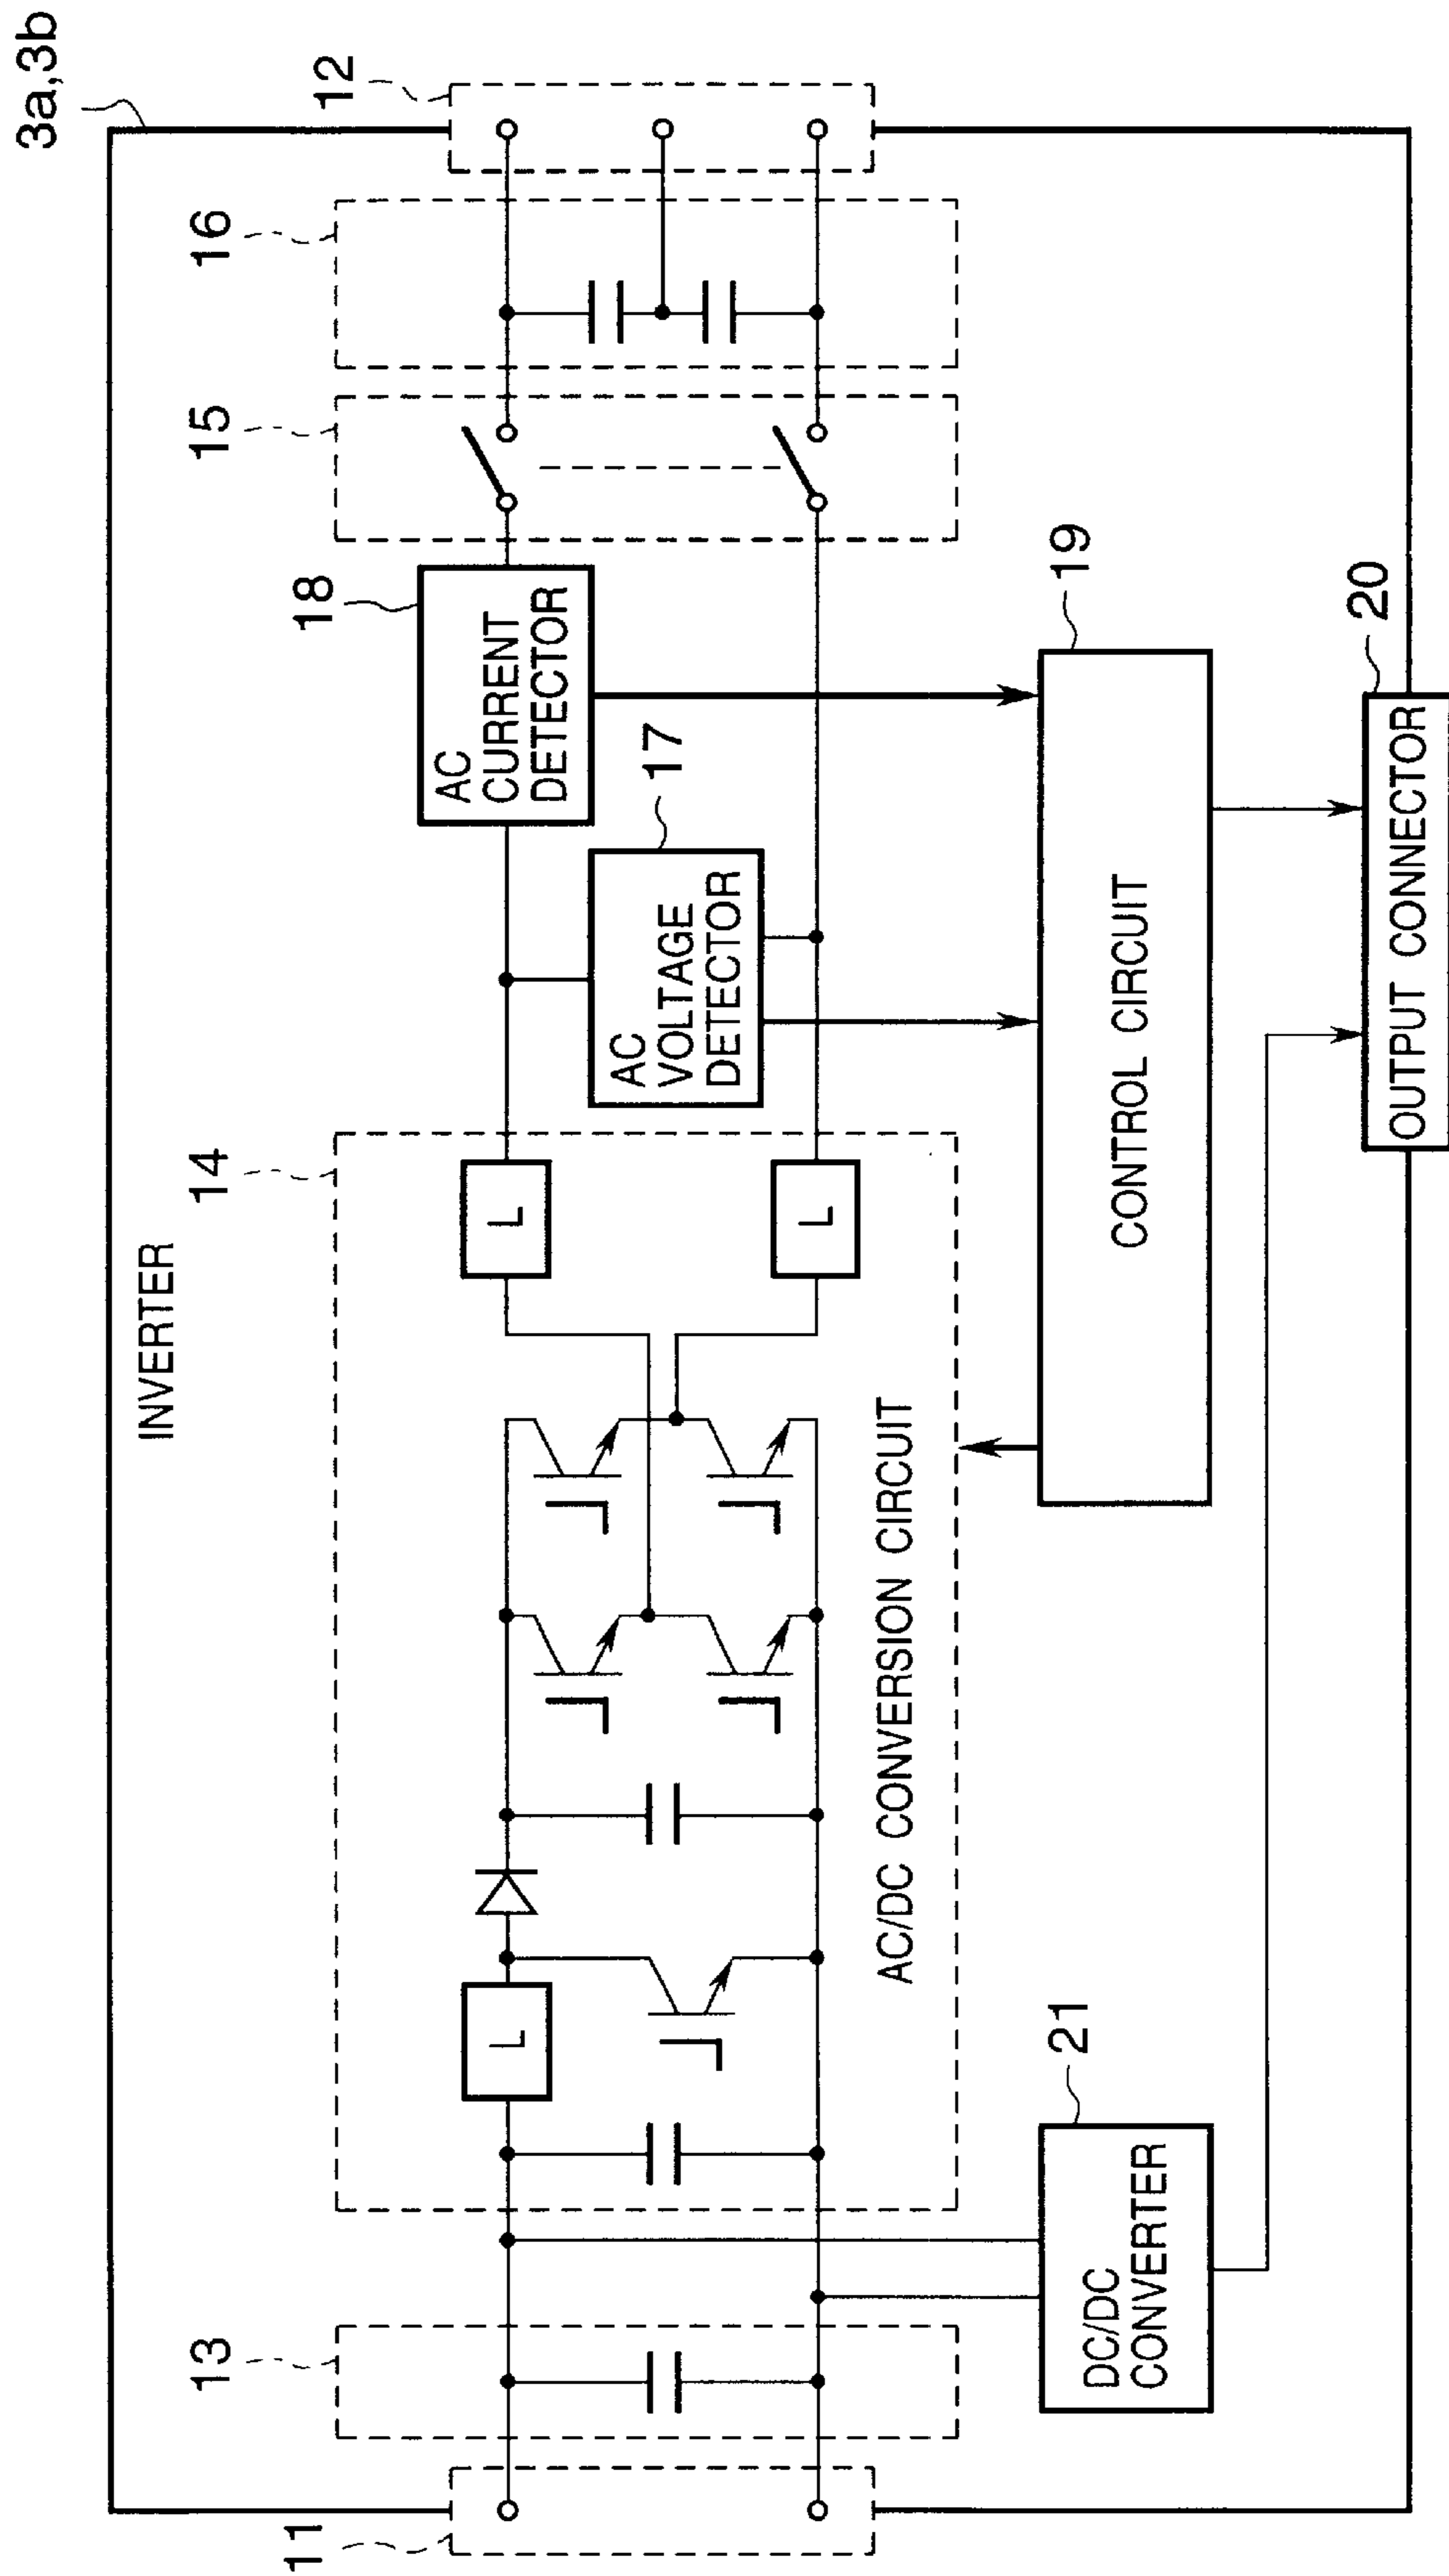 3a,3b
INVERTER
11
13
14
15
16
12
18
AC
CURRENT
DETECTOR
17
AC
VOLTAGE
DETECTOR
L
L
L
AC/DC CONVERSION CIRCUIT
21
DC/DC
CONVERTER
19
CONTROL CIRCUIT
20
OUTPUT CONNECTOR